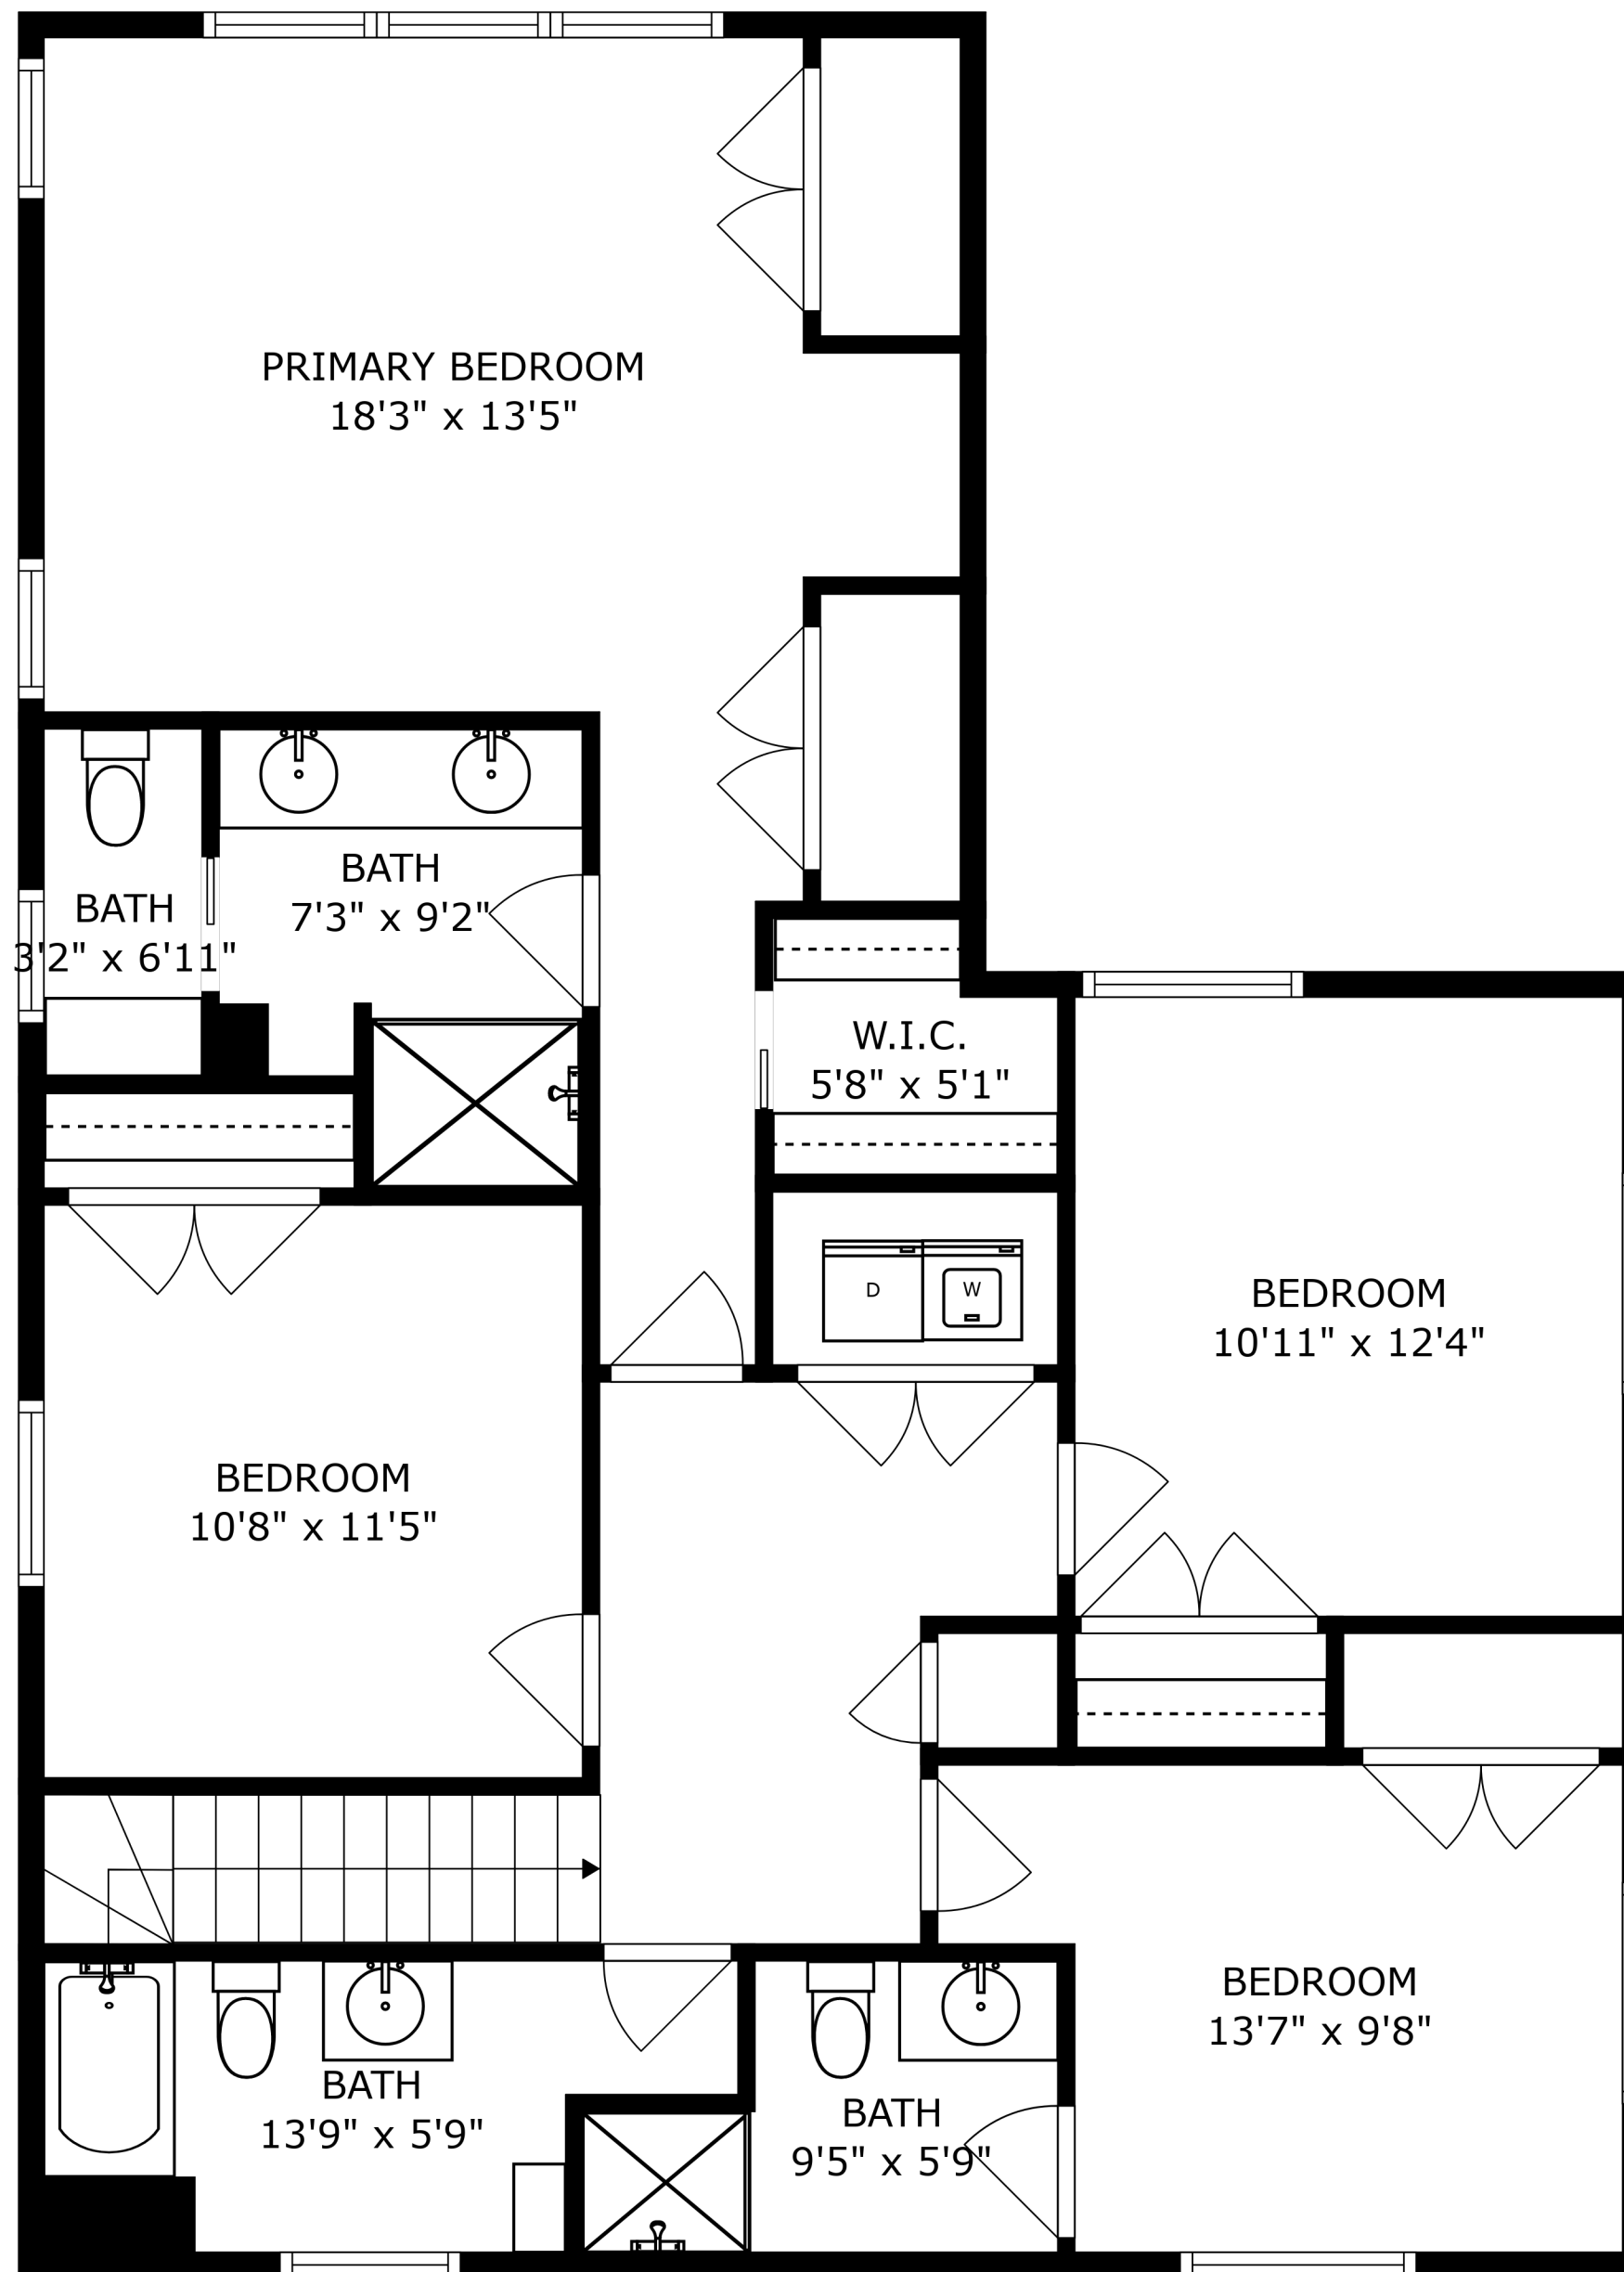 PRIMARY BEDROOM
18'3" x 13'5"
BATH
7'3" x 9'2"
BATH
3'2" x 6'11"
W.I.C.
5'8" x 5'1"
D
W
BEDROOM
10'11" x 12'4"
BEDROOM
10'8" x 11'5"
BEDROOM
13'7" x 9'8"
BATH
13'9" x 5'9"
BATH
9'5" x 5'9"